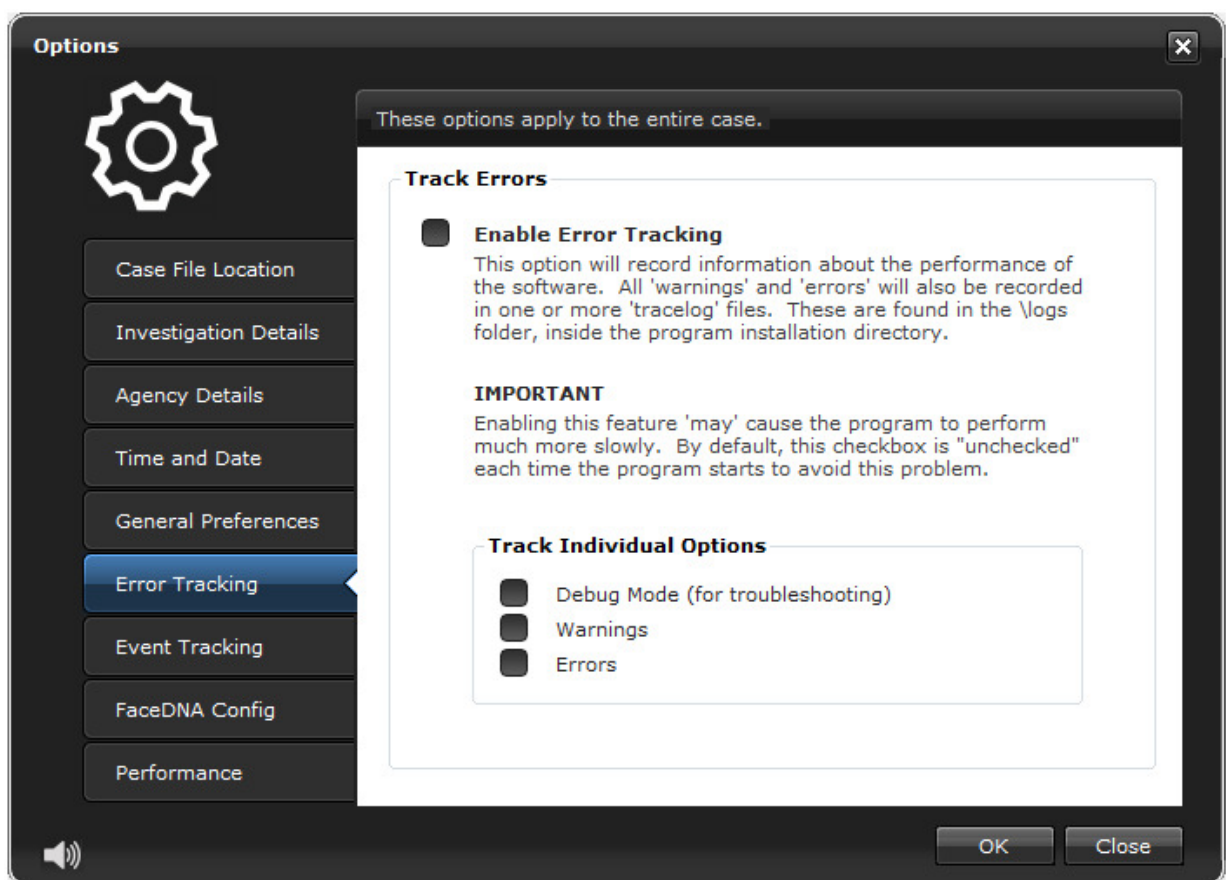 Options
These options apply to the entire case.
Case File Location
Investigation Details
Agency Details
Time and Date
General Preferences
Error Tracking
Event Tracking
FaceDNA Config
Performance
Track Errors
Enable Error Tracking
This option will record information about the performance of
the software.  All 'warnings' and 'errors' will also be recorded
in one or more 'tracelog' files.  These are found in the \logs
folder, inside the program installation directory.
IMPORTANT
Enabling this feature 'may' cause the program to perform
much more slowly.  By default, this checkbox is "unchecked"
each time the program starts to avoid this problem.
Track Individual Options
Debug Mode (for troubleshooting)
Warnings
Errors
OK
Close